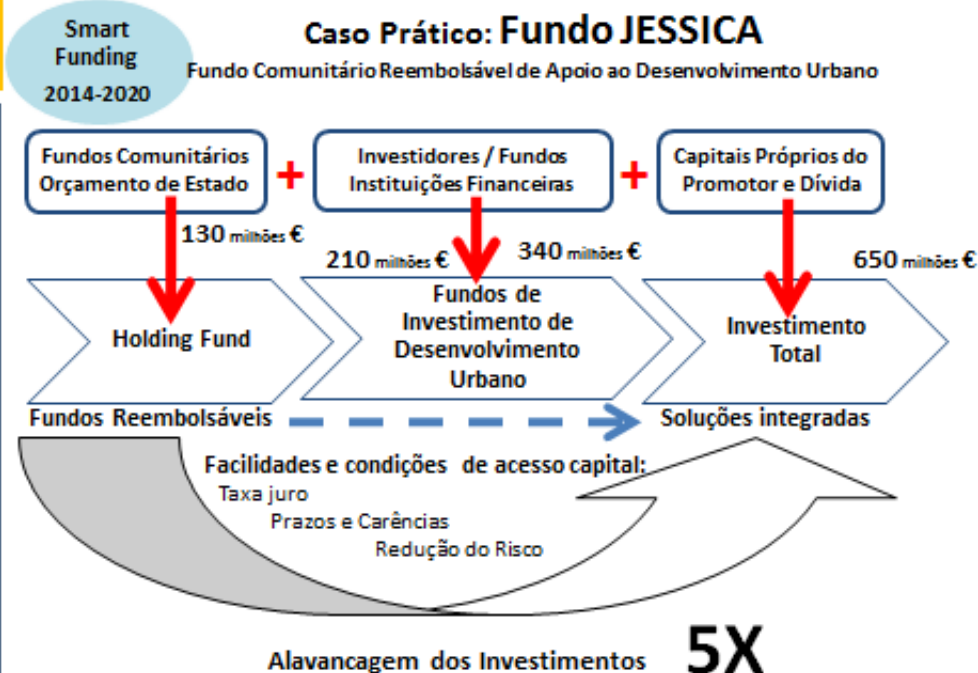 Smart
Funding
2014-2020
Caso Prático: Fundo JESSICA
Fundo Comunitário Reembolsável de Apoio ao Desenvolvimento Urbano
Fundos Comunitários
Orçamento de Estado
+
Investidores / Fundos
Instituições Financeiras
+
Capitais Próprios do
Promotor e Dívida
130 milhões €
210 milhões €
340 milhões €
650 milhões €
Holding Fund
Fundos de
Investimento de
Desenvolvimento
Urbano
Investimento
Total
Fundos Reembolsáveis
Soluções integradas
Facilidades e condições de acesso capital:
Taxa juro
Prazos e Carências
Redução do Risco
Alavancagem dos Investimentos 5X